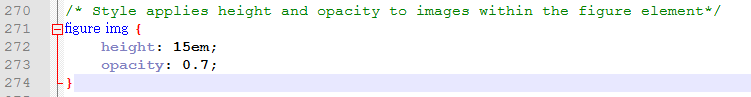 270 /* Style applies height and opacity to images within the figure element*/
271 figure img {
272 height: 15em;
273 opacity: 0.7;
274 }